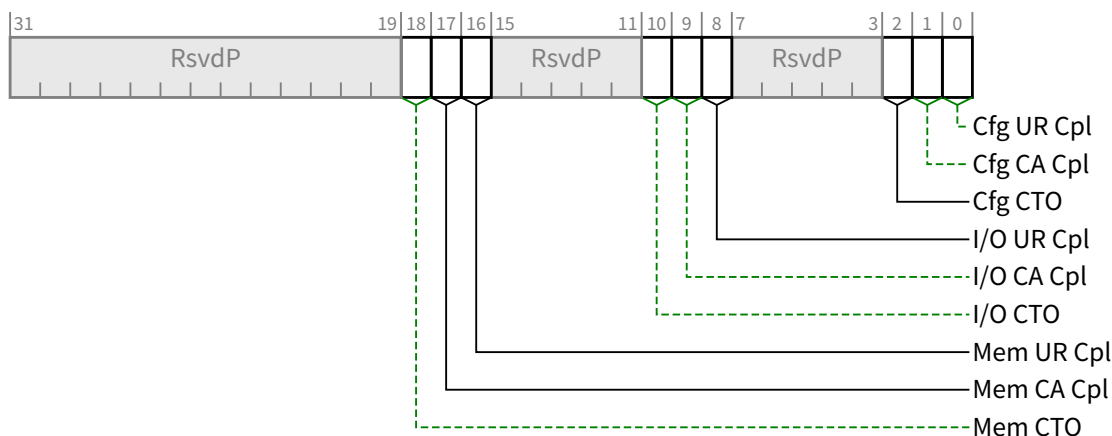 31 19 18 17 16 15 11 10 9 8 7 3 2 1 0
RsvdP RsvdP RsvdP
Cfg UR Cpl
Cfg CA Cpl
Cfg CTO
I/O UR Cpl
I/O CA Cpl
I/O CTO
Mem UR Cpl
Mem CA Cpl
Mem CTO